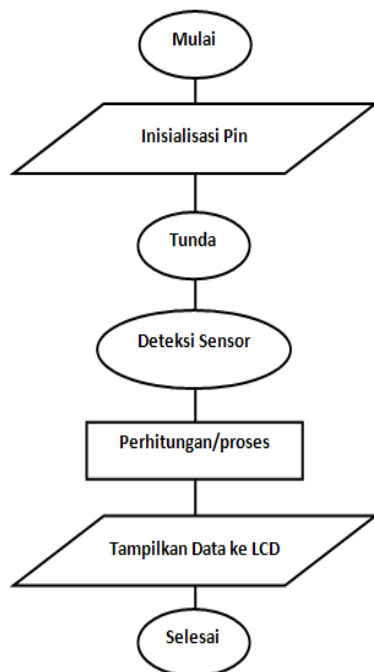 Mulai
Inisialisasi Pin
Tunda
Deteksi Sensor
Perhitungan/proses
Tampilkan Data ke LCD
Selesai